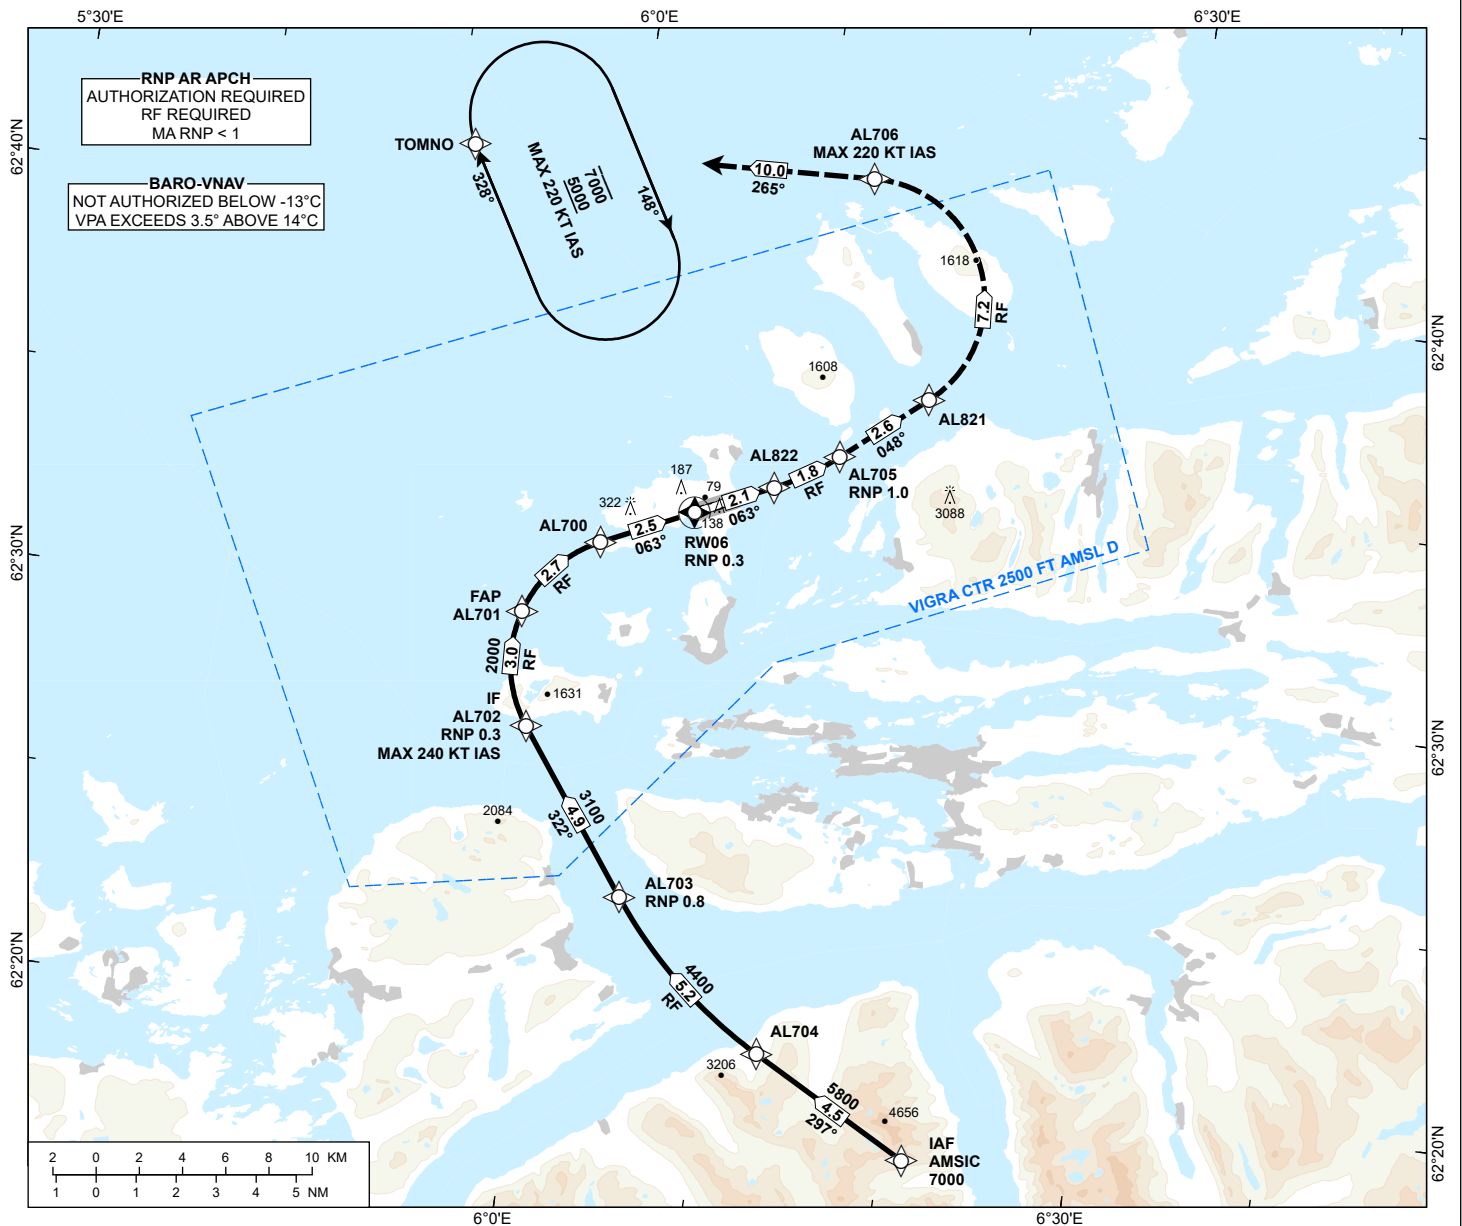 5°30'E
6°0'E
6°30'E
RNP AR APCH
AUTHORIZATION REQUIRED
RF REQUIRED
MA RNP < 1
BARO-VNAV
NOT AUTHORIZED BELOW -13°C
VPA EXCEEDS 3.5° ABOVE 14°C
62°40'N
TOMNO
328°
MAX 220 KT IAS
5000
7000
148°
10.0
265°
AL706
MAX 220 KT IAS
1618
7.2
RF
62°40'N
1608
AL821
2.6
048°
AL822
1.8
RF
AL705
RNP 1.0
187
79
322
2.1
063°
138
3088
AL700
2.5
063°
RW06
RNP 0.3
62°30'N
2.7
RF
VIGRA CTR 2500 FT AMSL D
FAP
AL701
2000
3.0
RF
1631
IF
AL702
RNP 0.3
MAX 240 KT IAS
62°30'N
2084
3100
4.9
322°
AL703
RNP 0.8
62°20'N
4400
5.2
RF
AL704
3206
5800
4.5
297°
4656
IAF
AMSIC
7000
62°20'N
2 0 2 4 6 8 10 KM
1 0 1 2 3 4 5 NM
6°0'E
6°30'E